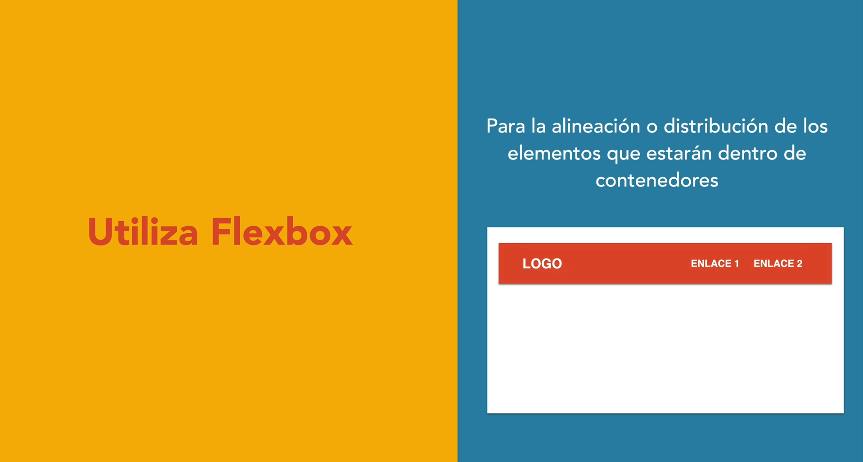 Utiliza Flexbox
Para la alineación o distribución de los
elementos que estarán dentro de
contenedores
LOGO ENLACE 1 ENLACE 2